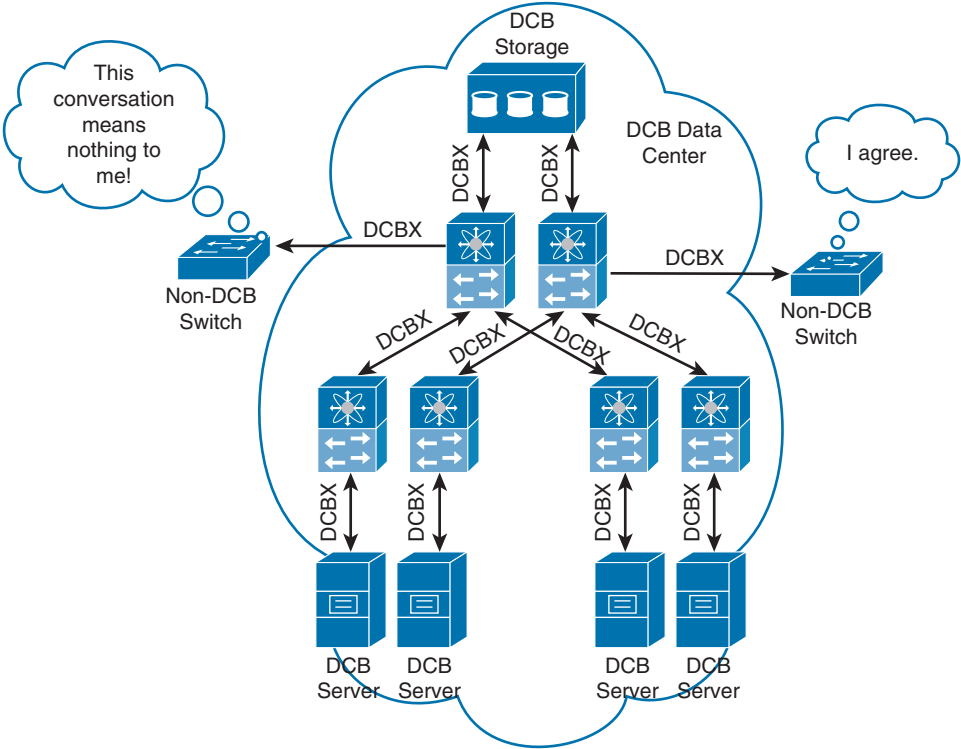 DCB
Storage
This
conversation
means
nothing to
me!
DCB Data
Center
I agree.
DCBX
DCBX
DCBX
DCBX
Non-DCB
Switch
Non-DCB
Switch
DCBX
DCBX
DCBX
DCBX
DCBX
DCBX
DCBX
DCBX
DCB
Server
DCB
Server
DCB
Server
DCB
Server